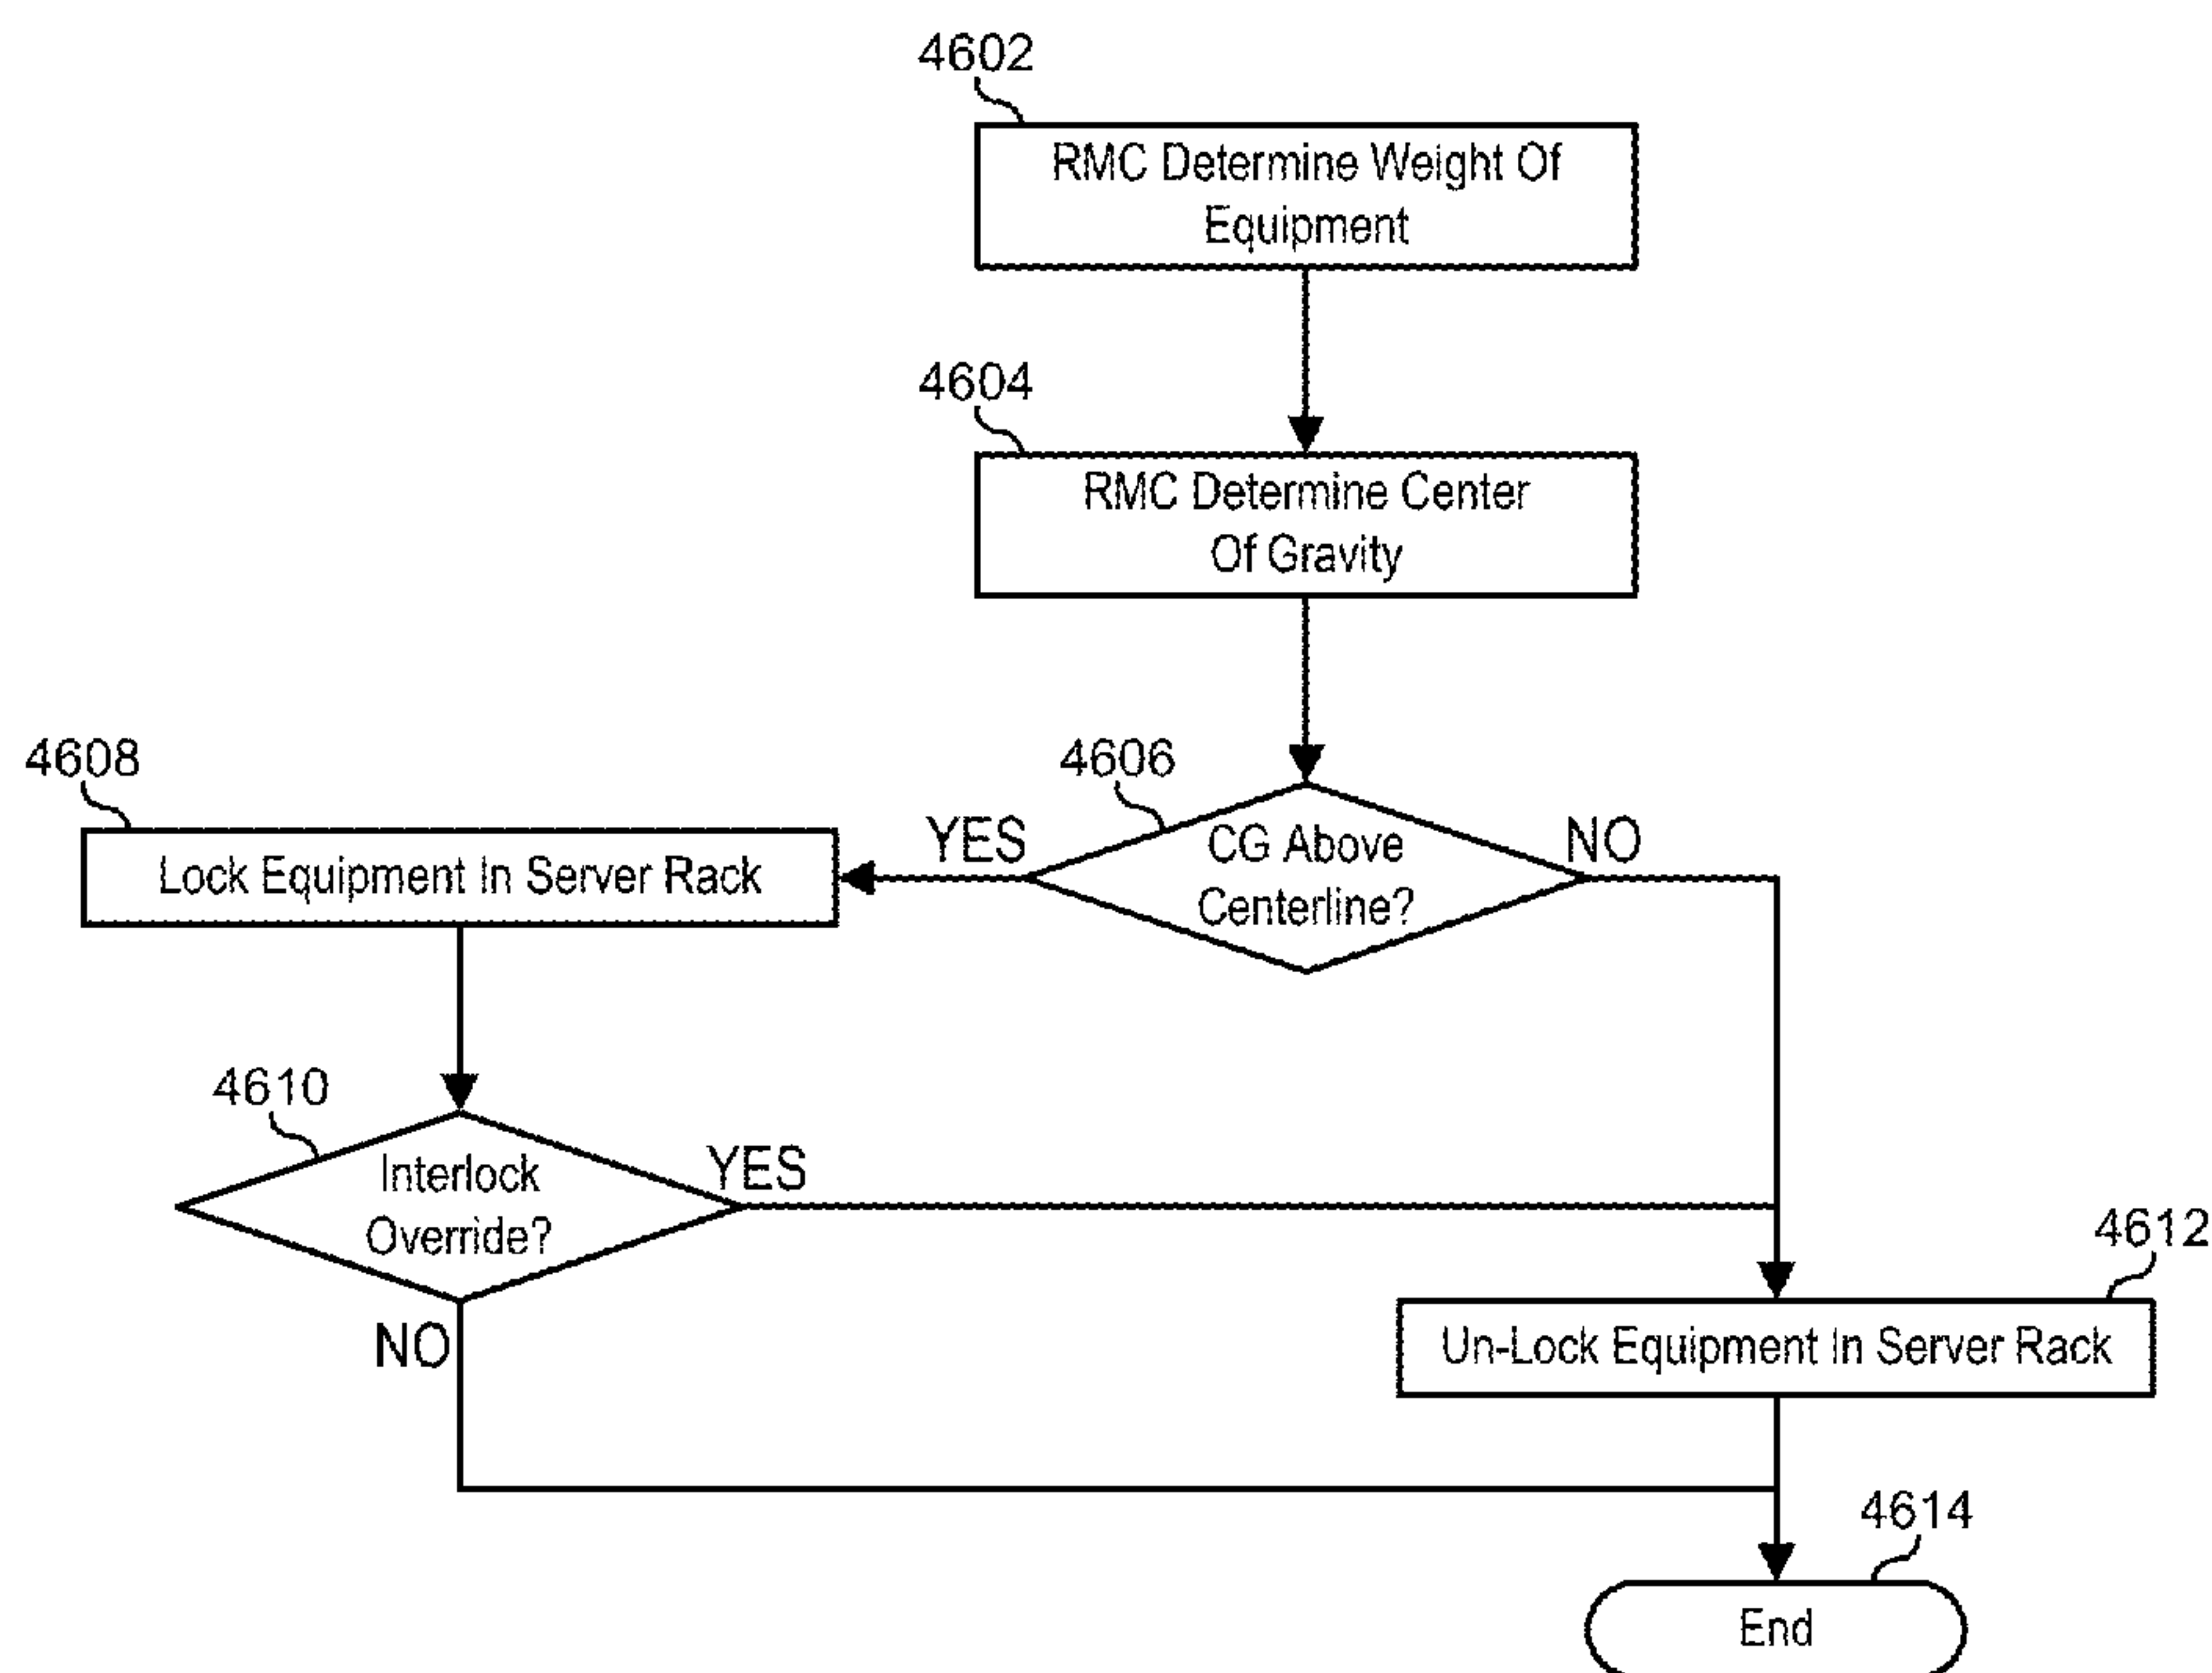 4602
RMC Determine Weight Of
Equipment
4604
RMC Determine Center
Of Gravity
4606
CG Above
Centerline?
YES
NO
4608
Lock Equipment In Server Rack
4610
Interlock
Override?
YES
NO
4612
Un-Lock Equipment In Server Rack
4614
End